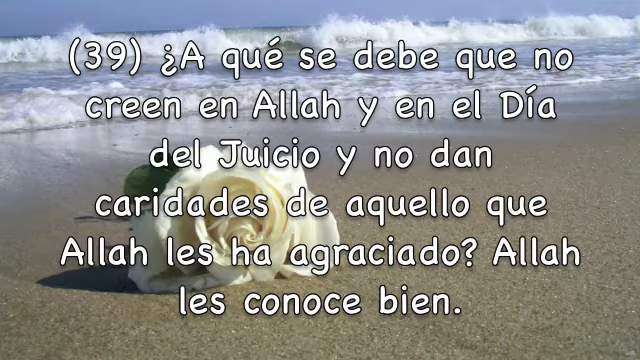 (39) ¿A qué se debe que no
creen en Allah y en el Día
del Juicio y no dan
caridades de aquello que
Allah les ha agraciado? Allah
les conoce bien.